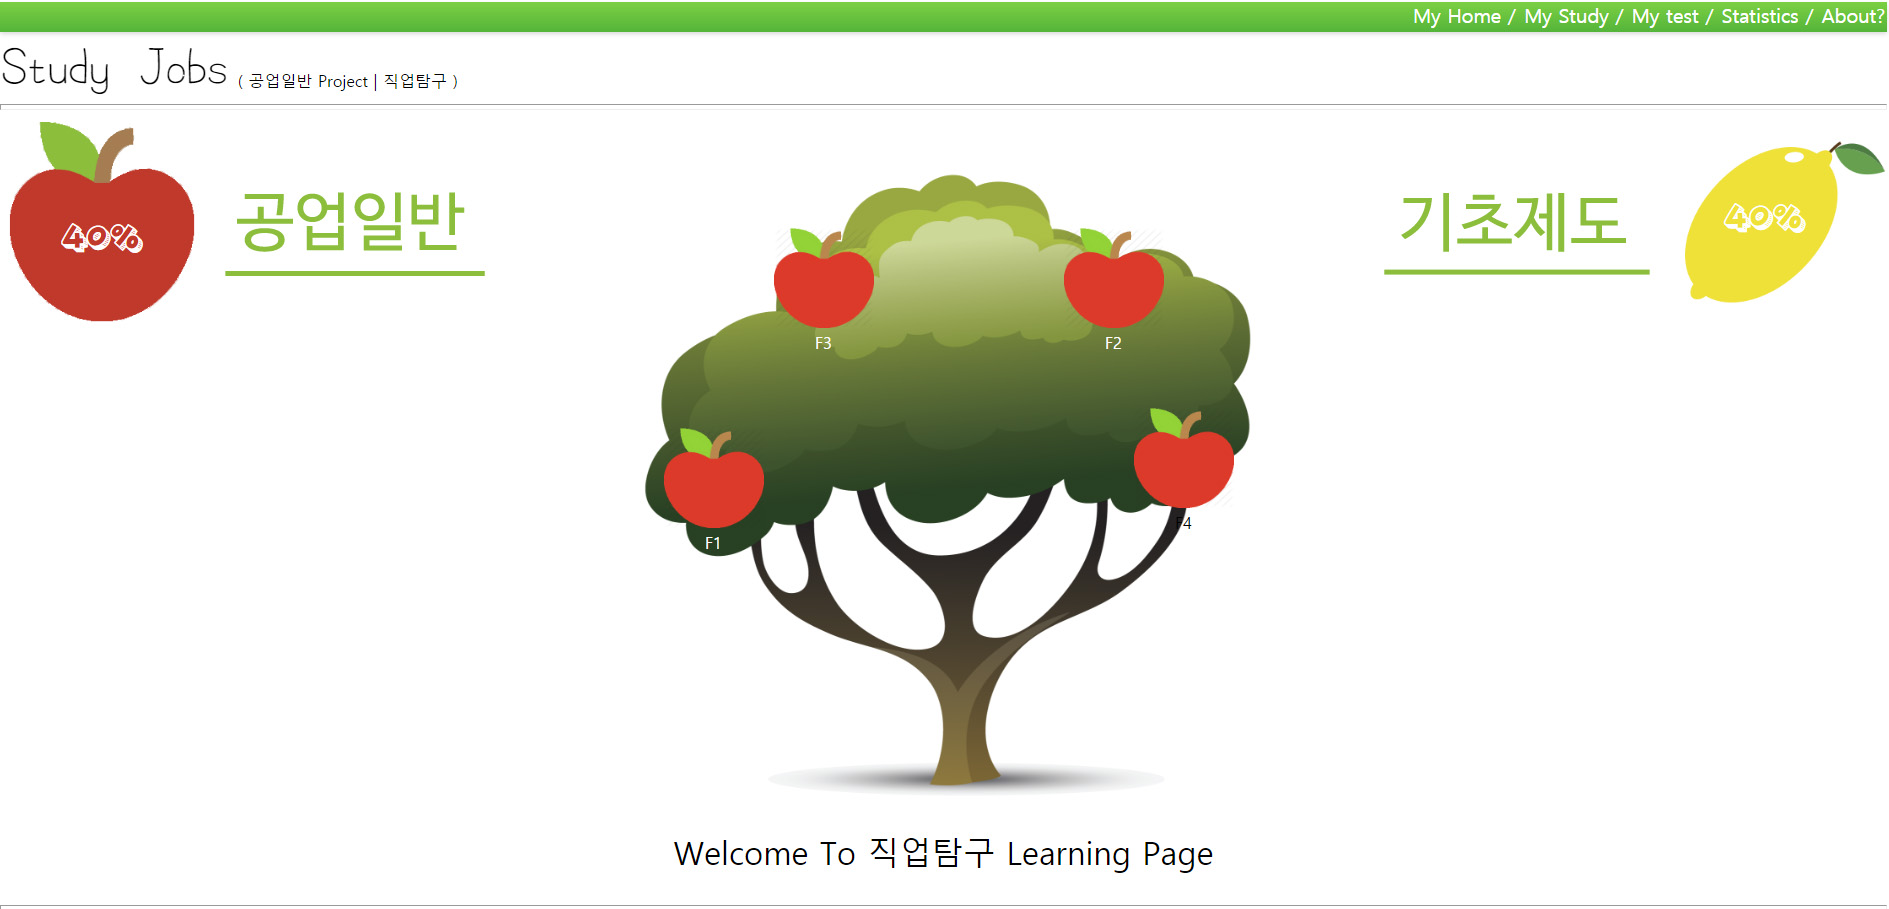 My Home / My Study / My test / Statistics / About?
Study Jobs ( 공업일반 Project | 직업탐구 )
40%
공업일반
기초제도
40%
F3
F2
F1
F4
Welcome To 직업탐구 Learning Page